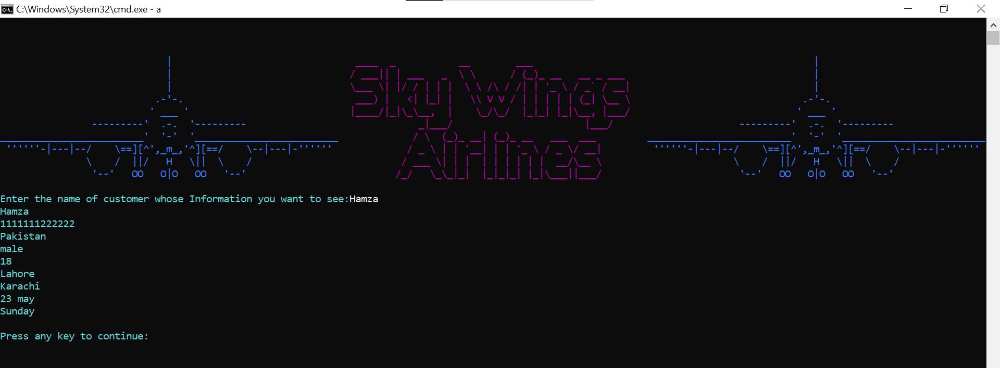 C:\Windows\System32\cmd.exe - a
Sky Wings
Airlines
Enter the name of customer whose Information you want to see:Hamza
Hamza
1111111222222
Pakistan
male
18
Lahore
Karachi
23 may
Sunday
Press any key to continue: